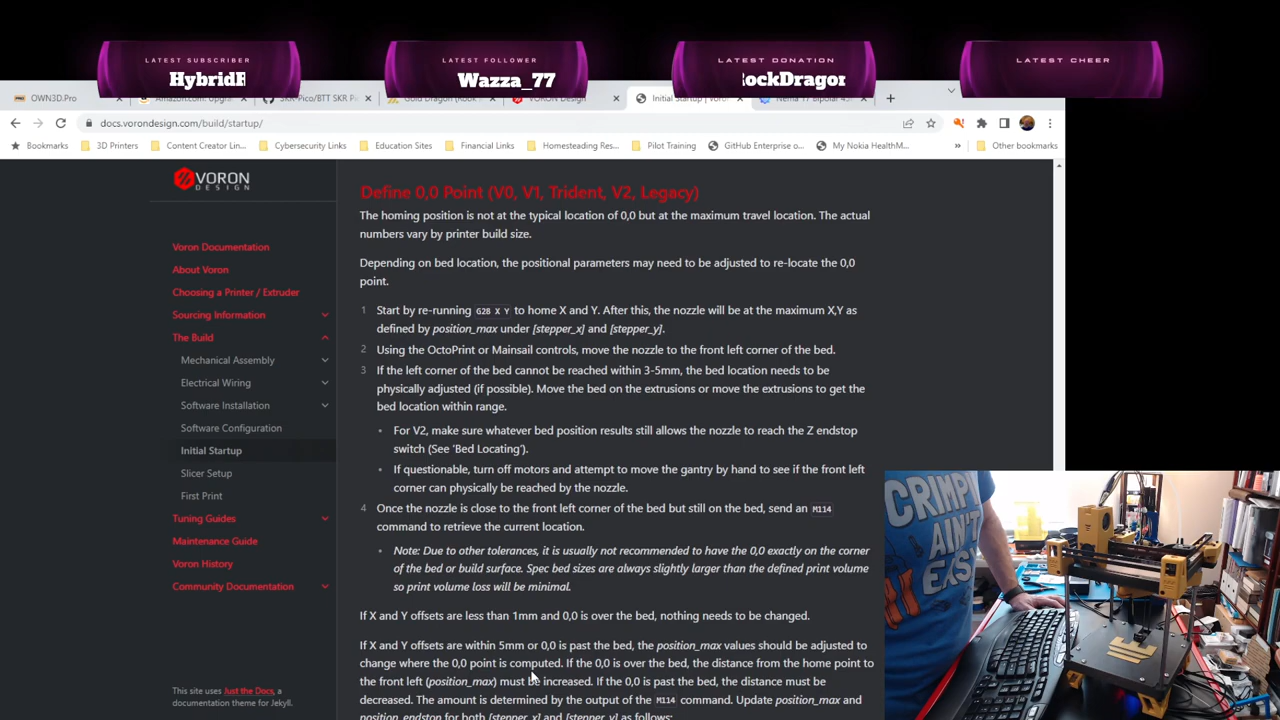 LATEST SUBSCRIBER
HybridF
LATEST FOLLOWER
Wazza_77
LATEST DONATION
lockDragon
LATEST CHEER
OWN3D.Pro
Amazon.com: Upgr
SKR-Pico/BTT SKR P
Gold Dragon (Rook
VORON Design
Initial Startup | Voro
Nema 17 Bipolar 4
docs.vorondesign.com/build/startup/
Bookmarks
3D Printers
Content Creator Lin...
Cybersecurity Links
Education Sites
Financial Links
Homesteading Res...
Pilot Training
GitHub Enterprise o...
My Nokia HealthM...
»
Other bookmarks
VORON
DESIGN
Voron Documentation
About Voron
Choosing a Printer / Extruder
Sourcing Information
The Build
Mechanical Assembly
Electrical Wiring
Software Installation
Software Configuration
Initial Startup
Slicer Setup
First Print
Tuning Guides
Maintenance Guide
Voron History
Community Documentation
This site uses Just the Docs, a
documentation theme for Jekyll.
Define 0,0 Point (V0, V1, Trident, V2, Legacy)
The homing position is not at the typical location of 0,0 but at the maximum travel location. The actual
numbers vary by printer build size.
Depending on bed location, the positional parameters may need to be adjusted to re-locate the 0,0
point.
1 Start by re-running G28 X Y to home X and Y. After this, the nozzle will be at the maximum X,Y as
defined by position_max under [stepper_x] and [stepper_y].
2 Using the OctoPrint or Mainsail controls, move the nozzle to the front left corner of the bed.
3 If the left corner of the bed cannot be reached within 3-5mm, the bed location needs to be
physically adjusted (if possible). Move the bed on the extrusions or move the extrusions to get the
bed location within range.
• For V2, make sure whatever bed position results still allows the nozzle to reach the Z endstop
switch (See 'Bed Locating').
• If questionable, turn off motors and attempt to move the gantry by hand to see if the front left
corner can physically be reached by the nozzle.
4 Once the nozzle is close to the front left corner of the bed but still on the bed, send an M114
command to retrieve the current location.
• Note: Due to other tolerances, it is usually not recommended to have the 0,0 exactly on the corner
of the bed or build surface. Spec bed sizes are always slightly larger than the defined print volume
so print volume loss will be minimal.
If X and Y offsets are less than 1mm and 0,0 is over the bed, nothing needs to be changed.
If X and Y offsets are within 5mm or 0,0 is past the bed, the position_max values should be adjusted to
change where the 0,0 point is computed. If the 0,0 is over the bed, the distance from the home point to
the front left (position_max) must be increased. If the 0,0 is past the bed, the distance must be
decreased. The amount is determined by the output of the M114 command. Update position_max and
position_endstop for both [stepper_x] and [stepper_y] as follows:
CRIMPY
AIN'T